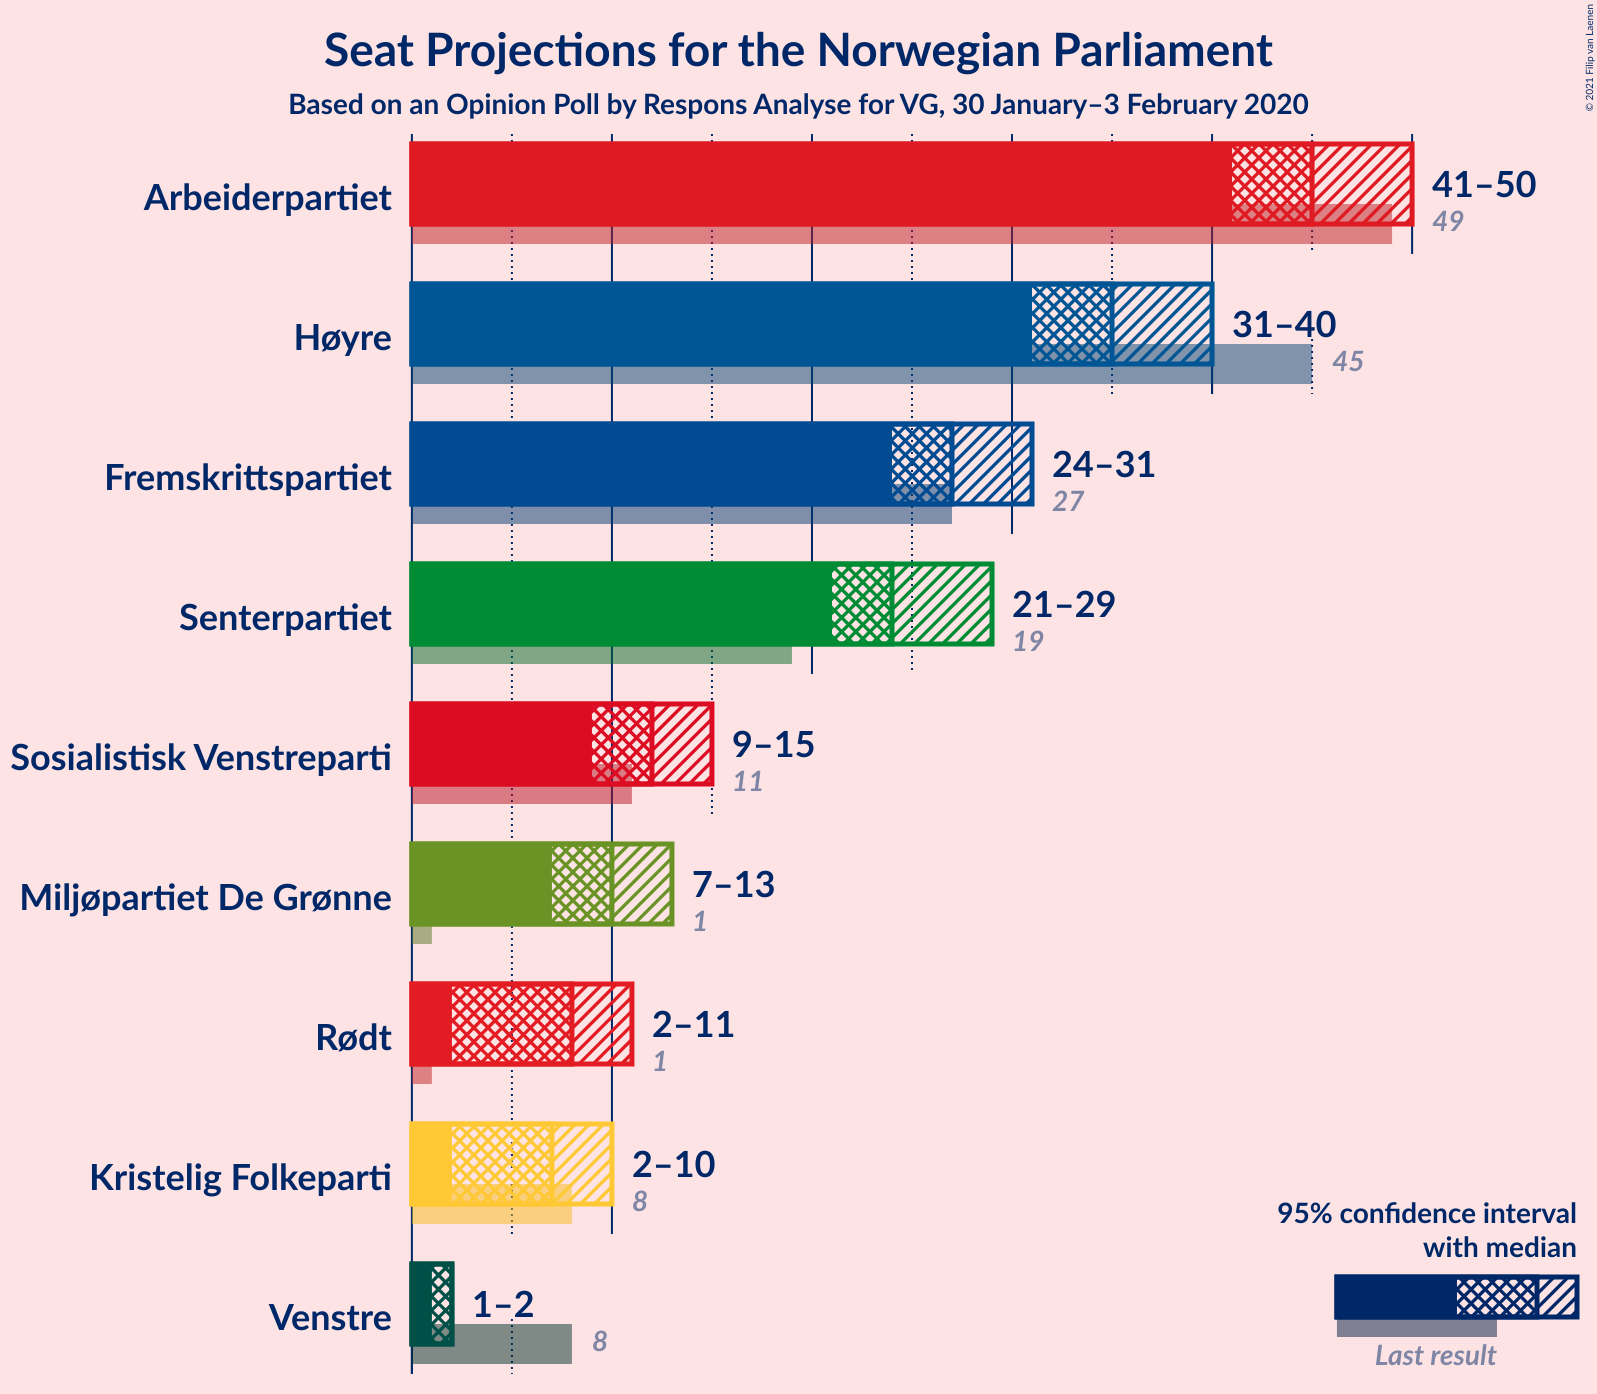 Seat Projections for the Norwegian Parliament
Based on an Opinion Poll by Respons Analyse for VG, 30 January–3 February 2020
© 2021 Filip van Laenen
Arbeiderpartiet
41–50
49
Høyre
31–40
45
Fremskrittspartiet
24–31
27
Senterpartiet
21–29
19
Sosialistisk Venstreparti
9–15
11
Miljøpartiet De Grønne
7–13
1
Rødt
2–11
1
Kristelig Folkeparti
2–10
8
Venstre
1–2
8
95% confidence interval
with median
Last result